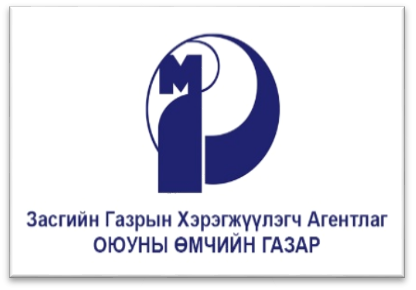 М
Засгийн Газрын Хэрэгжүүлэгч Агентлаг
ОЮУНЫ ӨМЧИЙН ГАЗАР